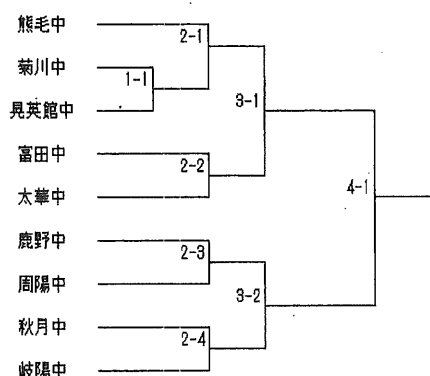 熊毛中
2-1
菊川中
1-1
晃英館中
3-1
富田中
2-2
太華中
4-1
鹿野中
2-3
周陽中
3-2
秋月中
2-4
岐陽中